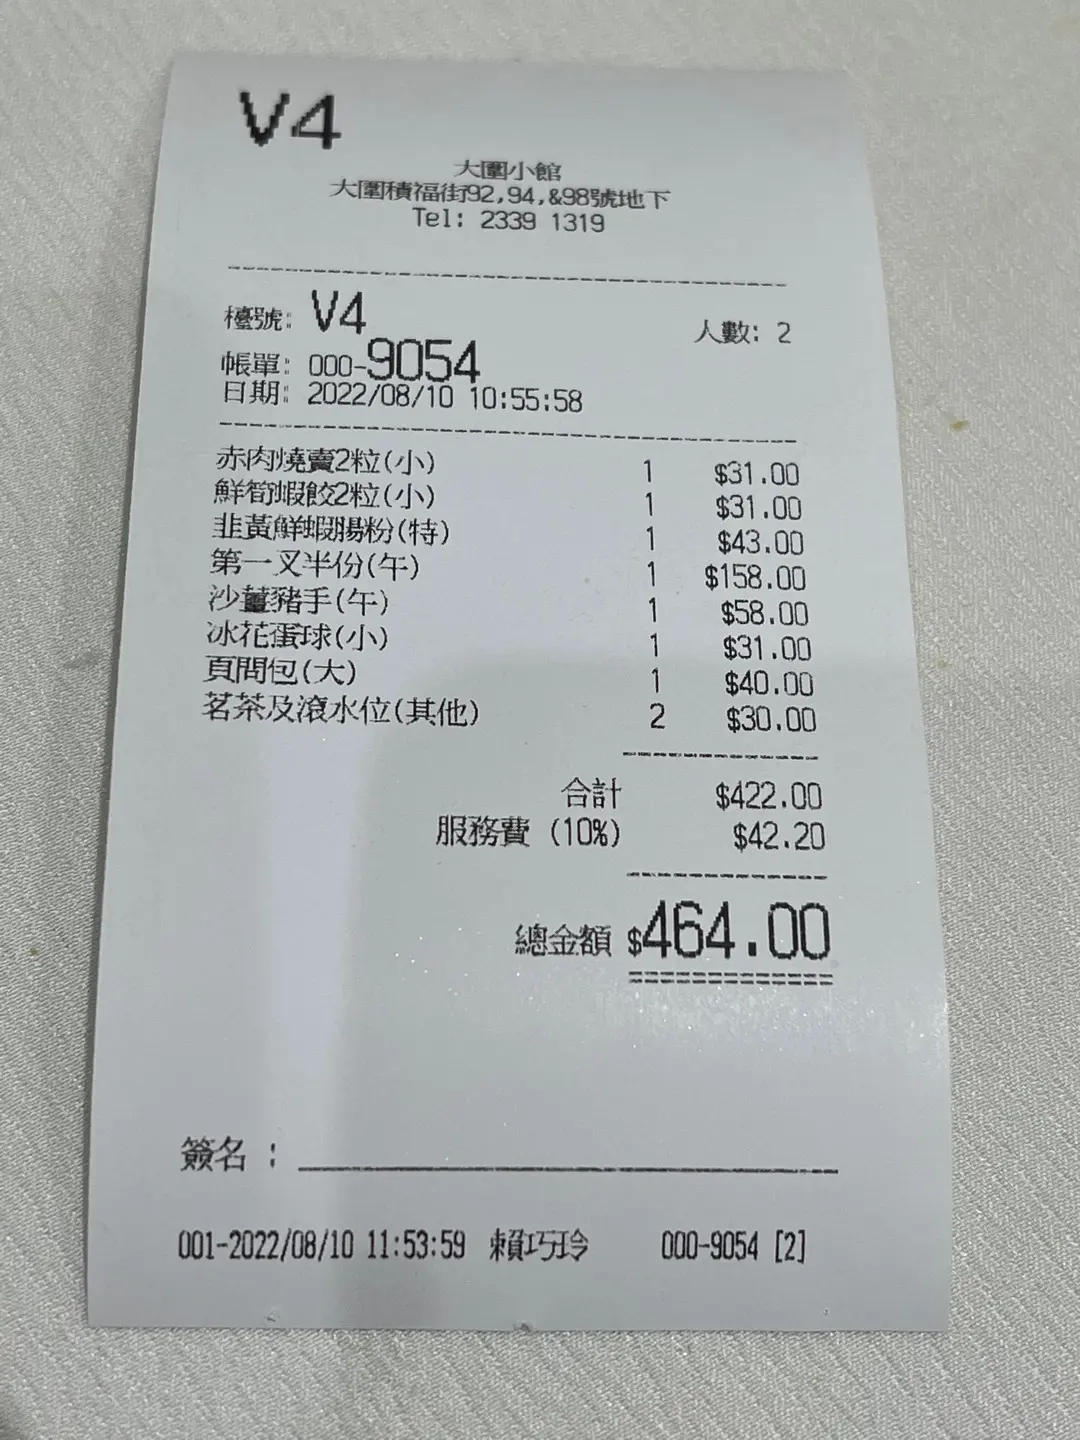 V4
大圍小館
大圍積福街92,94,&98號地下
Tel: 2339 1319
檯號: V4 人數: 2
帳單: 000-9054
日期: 2022/08/10 10:55:58
赤肉燒賣2粒(小) 1 $31.00
鮮筍蝦餃2粒(小) 1 $31.00
韭黃鮮蝦腸粉(特) 1 $43.00
第一叉半份(午) 1 $158.00
沙薑豬手(午) 1 $58.00
冰花蛋球(小) 1 $31.00
頁問包(大) 1 $40.00
茗茶及滾水位(其他) 2 $30.00
合計 $422.00
服務費 (10%) $42.20
總金額 $464.00
簽名 :
001-2022/08/10 11:53:59 賴巧玲 000-9054 [2]